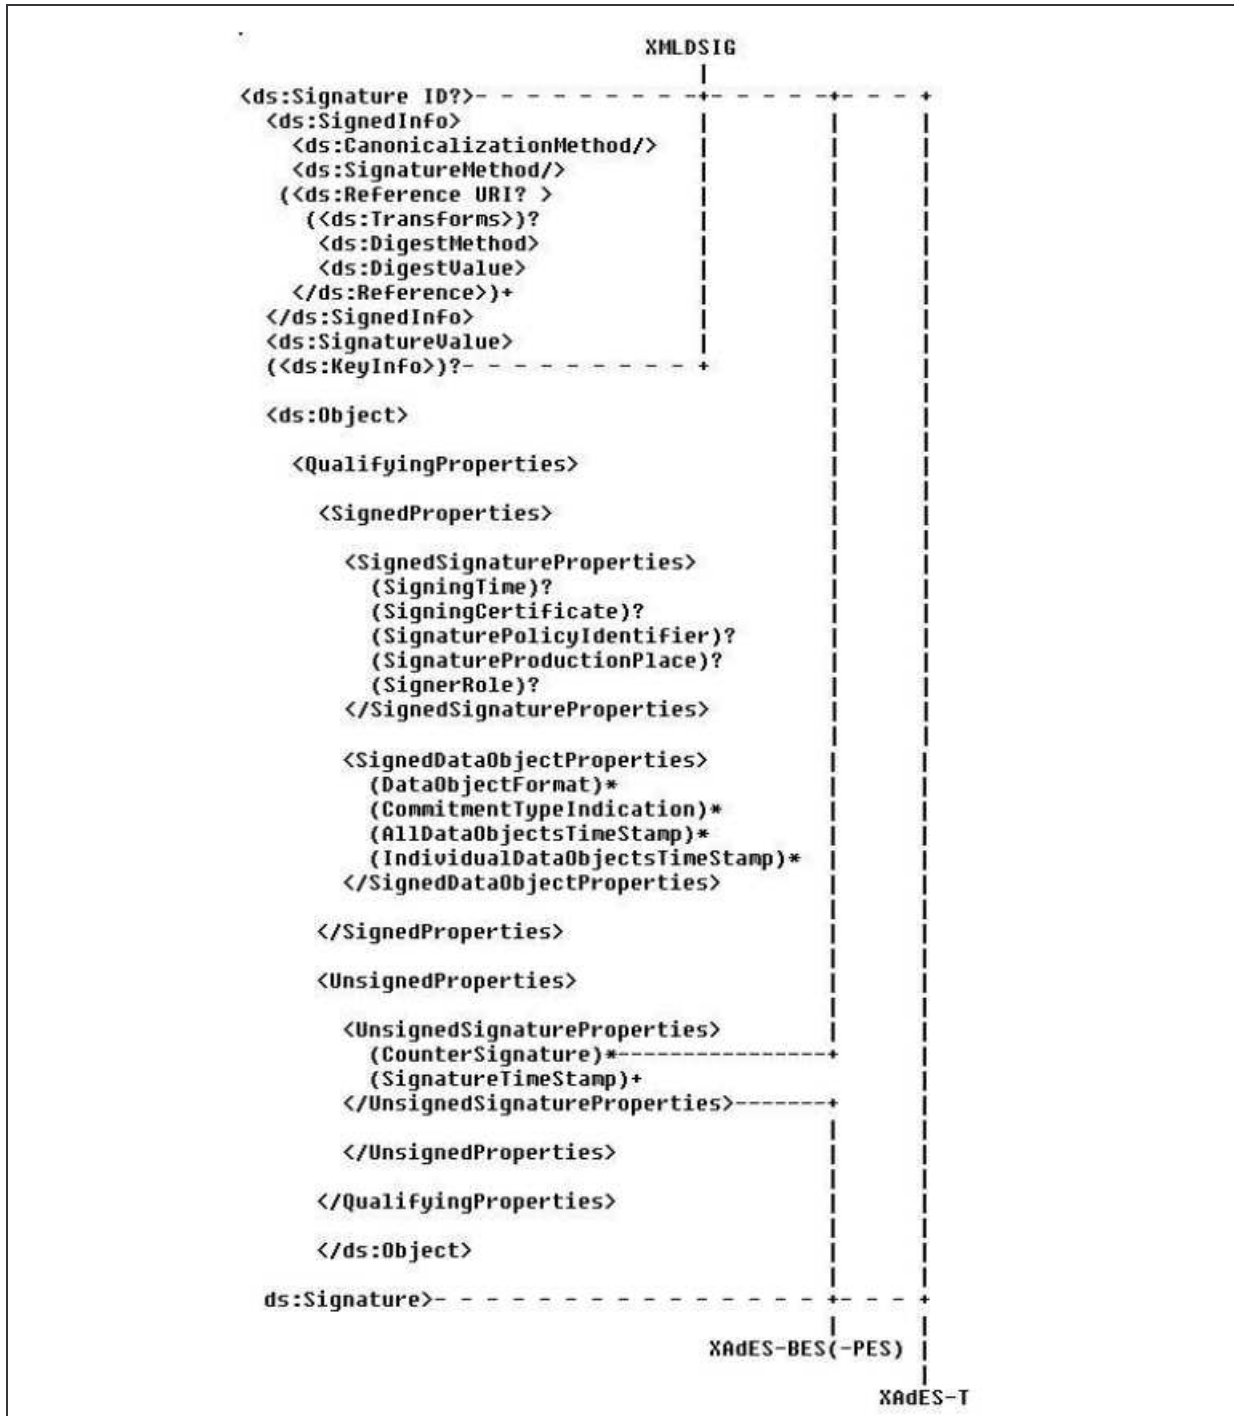 XMLDSIG
|
<ds:Signature ID?>- - - - - - - - -+- - - - -+- - - +
<ds:SignedInfo> | | |
<ds:CanonicalizationMethod/> | | |
<ds:SignatureMethod/> | | |
(<ds:Reference URI? > | | |
(<ds:Transforms>)? | | |
<ds:DigestMethod> | | |
<ds:DigestValue> | | |
</ds:Reference>)+ | | |
</ds:SignedInfo> | | |
<ds:SignatureValue> | | |
(<ds:KeyInfo>)?- - - - - - - - - + | |
<ds:Object> | |
<QualifyingProperties> | |
<SignedProperties> | |
<SignedSignatureProperties> | |
(SigningTime)? | |
(SigningCertificate)? | |
(SignaturePolicyIdentifier)? | |
(SignatureProductionPlace)? | |
(SignerRole)? | |
</SignedSignatureProperties> | |
<SignedDataObjectProperties> | |
(DataObjectFormat)* | |
(CommitmentTypeIndication)* | |
(AllDataObjectsTimeStamp)* | |
(IndividualDataObjectsTimeStamp)* | |
</SignedDataObjectProperties> | |
</SignedProperties> | |
<UnsignedProperties> | |
<UnsignedSignatureProperties> | |
(CounterSignature)*----------------+ |
(SignatureTimeStamp)+ |
</UnsignedSignatureProperties>-------+ |
</UnsignedProperties> | |
</QualifyingProperties> | |
</ds:Object> | |
ds:Signature>- - - - - - - - - - - - - - - +- - - +
XAdES-BES(-PES) |
XAdES-T